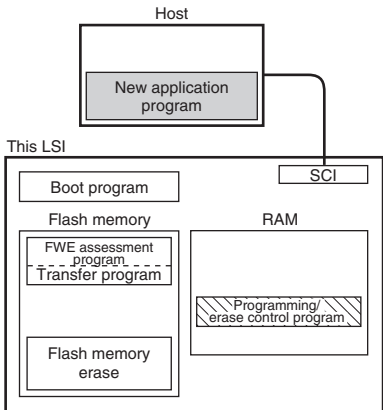 Host
New application
program
This LSI
SCI
Boot program
Flash memory
RAM
FWE assessment
program
Transfer program
Programming/
erase control program
Flash memory
erase